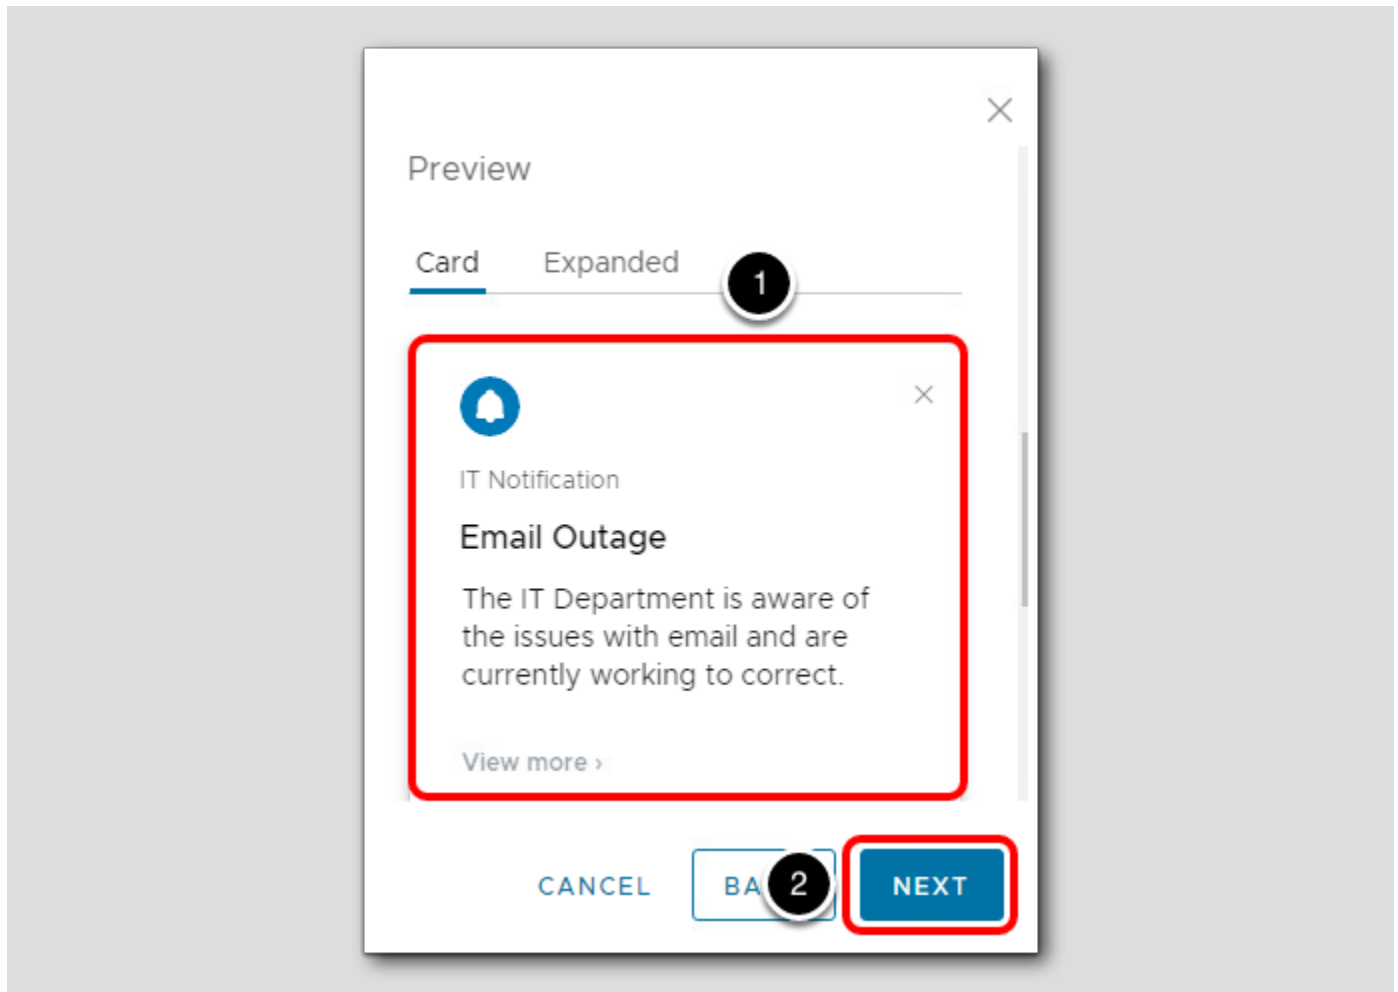 Preview
Card Expanded
1
IT Notification
Email Outage
The IT Department is aware of
the issues with email and are
currently working to correct.
View more ›
CANCEL BA 2 NEXT